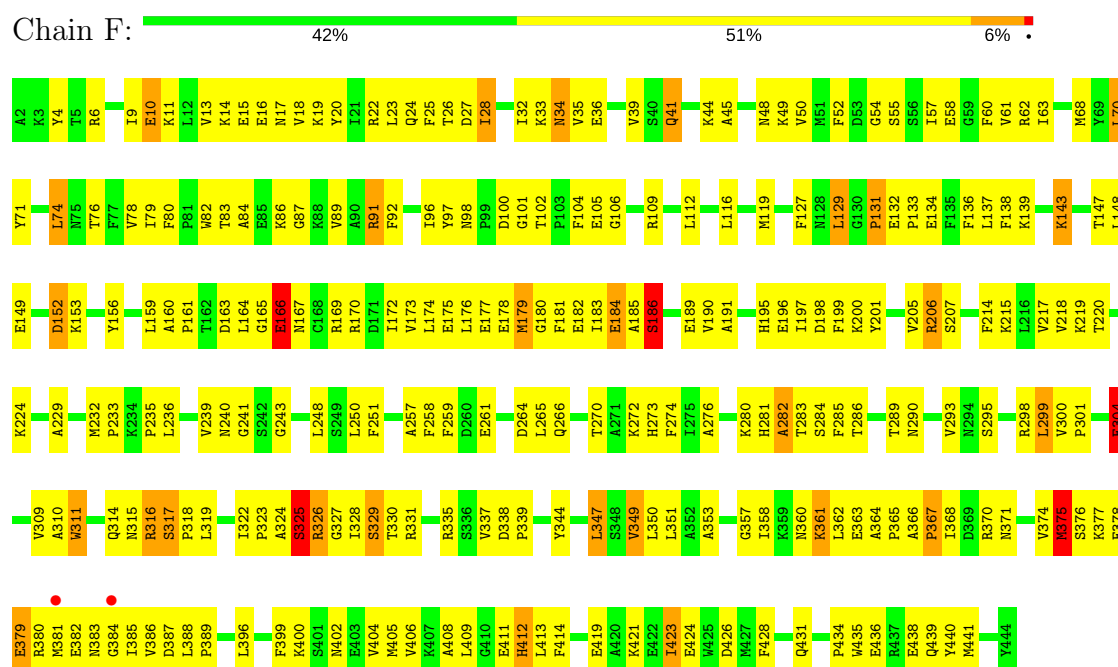 Chain F:
42% 51% 6% •
A2 K3 Y4 T5 R6 I9 E10 K11 L12 V13 K14 E15 E16 N17 V18 K19 Y20 I21 R22 L23 Q24 F25 T26 D27 I28 I32 K33 N34 V35 E36 V39 S40 Q41 K44 A45 N48 K49 V50 M51 F52 D53 G54 S55 S56 I57 E58 G59 F60 V61 R62 I63 M68 Y69 L70
Y71 L74 N75 T76 F77 V78 I79 F80 P81 W82 T83 A84 E85 K86 G87 K88 V89 A90 R91 F92 I96 Y97 N98 P99 D100 G101 T102 P103 F104 E105 G106 R109 L112 L116 M119 F127 N128 L129 G130 P131 E132 P133 E134 F135 F136 L137 F138 K139 K143 T147 L148
E149 D152 K153 Y156 L159 A160 P161 T162 D163 L164 G165 E166 N167 C168 R169 R170 D171 I172 V173 L174 E175 L176 E177 E178 M179 G180 F181 E182 I183 E184 A185 S186 E189 V190 A191 H195 E196 I197 D198 F199 K200 Y201 V205 R206 S207 F214 K215 L216 V217 V218 K219 T220
K224 A229 M232 P233 K234 P235 L236 V239 N240 G241 S242 G243 L248 S249 L250 F251 A257 F258 F259 D260 E261 D264 L265 Q266 T270 A271 K272 H273 F274 I275 A276 K280 H281 A282 T283 S284 F285 T286 T289 N290 V293 N294 S295 R298 L299 V300 P301 F304
V309 A310 W311 Q314 N315 R316 S317 P318 L319 I322 P323 A324 S325 R326 G327 I328 S329 T330 R331 R335 S336 V337 D338 P339 Y344 L347 S348 V349 L350 L351 A352 A353 G357 I358 K359 N360 K361 L362 E363 A364 P365 A366 P367 I368 D369 R370 N371 V374 M375 S376 K377 E378
E379 R380 M381 E382 N383 G384 I385 V386 D387 L388 P389 L396 F399 K400 S401 N402 E403 V404 M405 V406 K407 A408 L409 G410 E411 H412 L413 F414 E419 A420 K421 E422 I423 E424 W425 D426 M427 F428 Q431 P434 W435 E436 R437 E438 Q439 Y440 M441 Y444